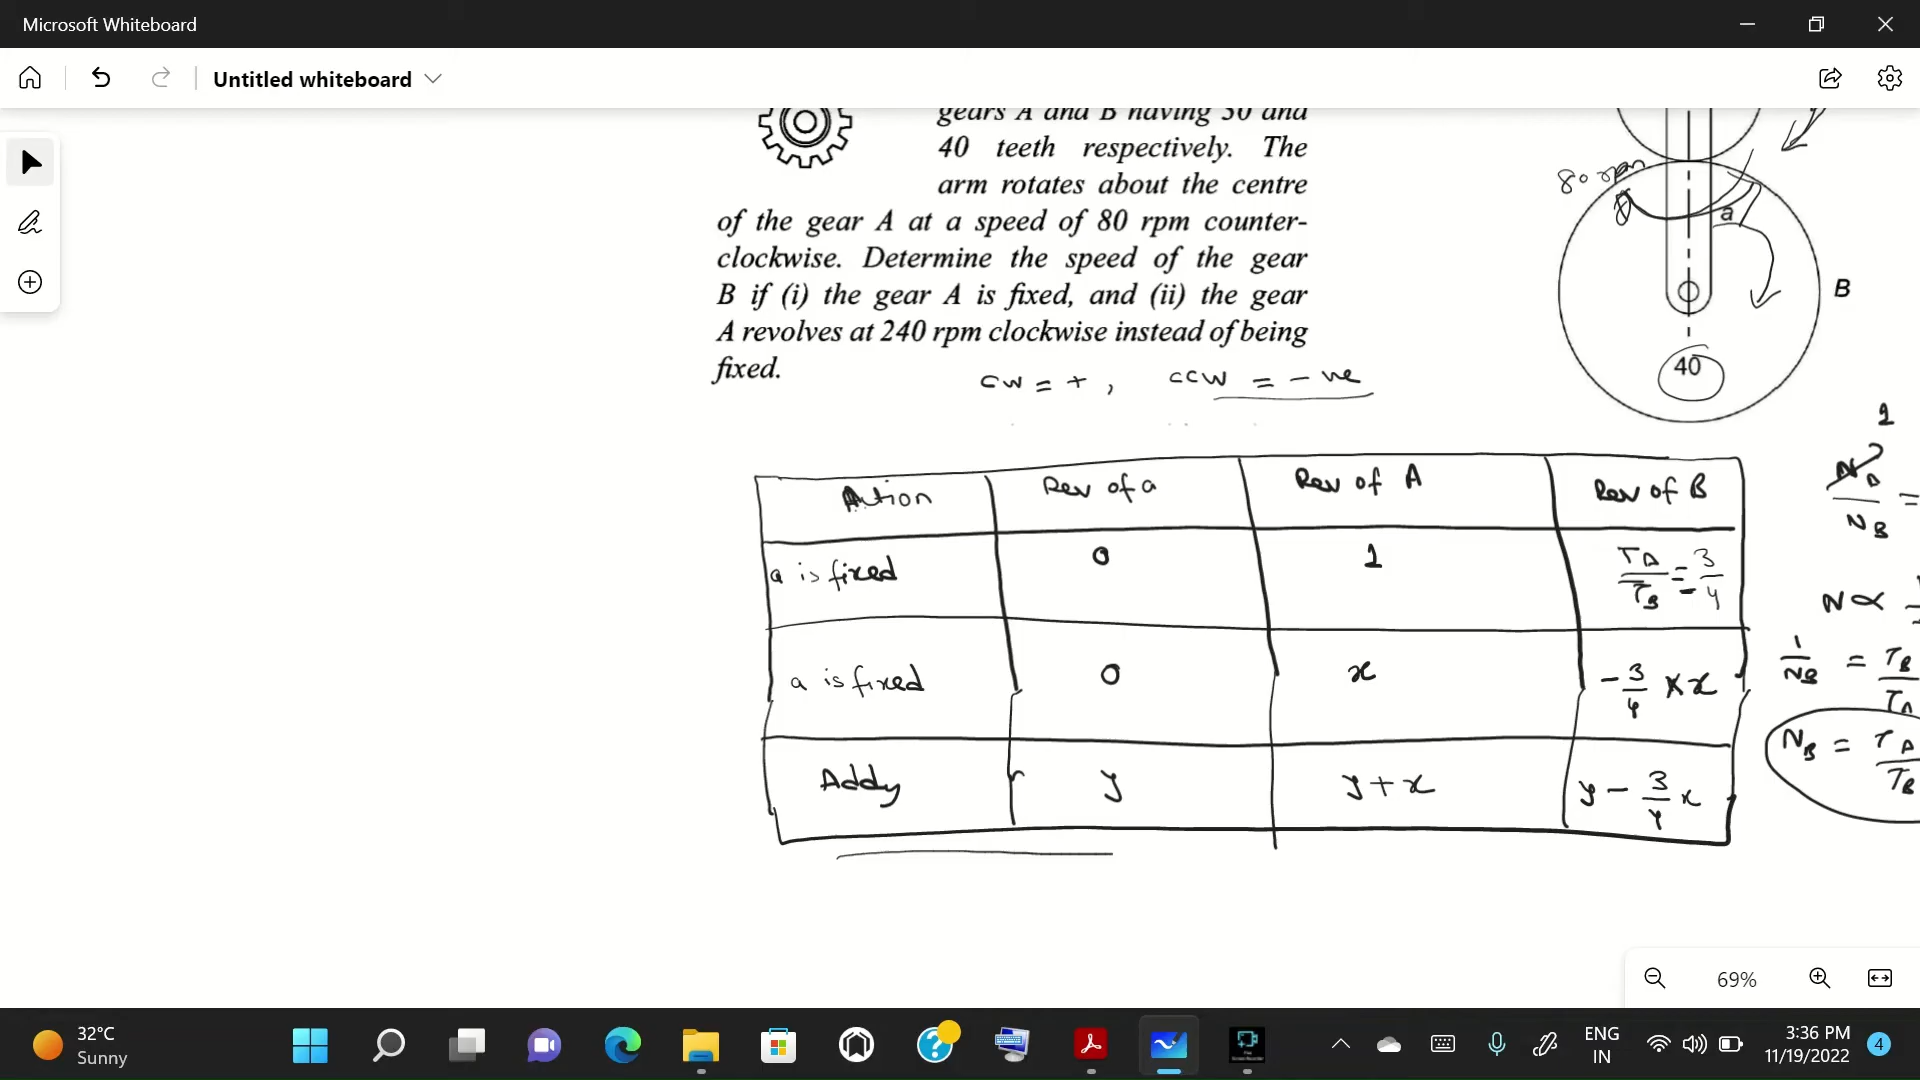 Microsoft Whiteboard
Untitled whiteboard
gears A and B having 30 and
40 teeth respectively. The
arm rotates about the centre
of the gear A at a speed of 80 rpm counter-
clockwise. Determine the speed of the gear
B if (i) the gear A is fixed, and (ii) the gear
A revolves at 240 rpm clockwise instead of being
fixed.
cw = + , ccw = - ve
80 rpm
a
B
40
Action Rev of a Rev of A Rev of B
a is fixed 0 1 TA/TB = -3/4
a is fixed 0 x -3/4 × x
Addy y y+x y - 3/4 x
1
NA/NB =
N ∝
1/NB = TB/TA
NB = TA/TB
69%
32°C
Sunny
ENG
IN
3:36 PM
11/19/2022
4